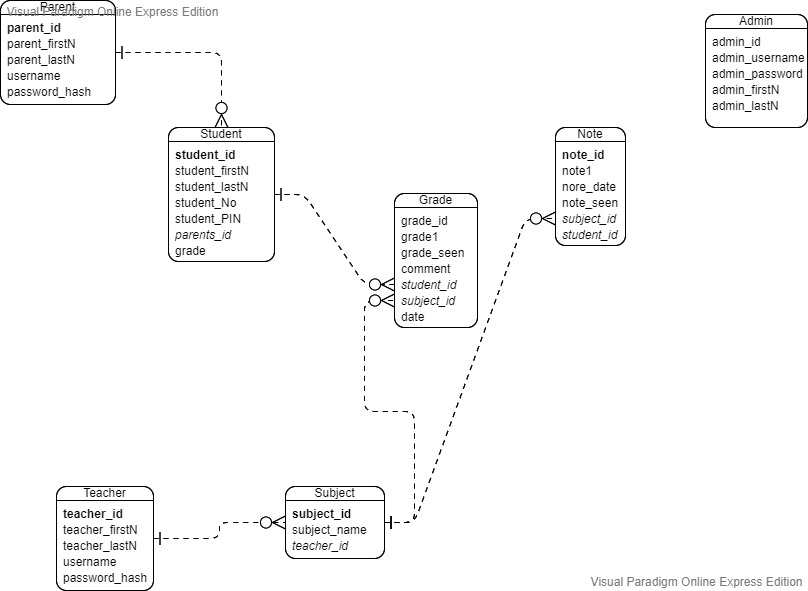 Visual Paradigm Online Express Edition
Parent
parent_id
parent_firstN
parent_lastN
username
password_hash
Admin
admin_id
admin_username
admin_password
admin_firstN
admin_lastN
Student
student_id
student_firstN
student_lastN
student_No
student_PIN
parents_id
grade
Note
note_id
note1
nore_date
note_seen
subject_id
student_id
Grade
grade_id
grade1
grade_seen
comment
student_id
subject_id
date
Teacher
teacher_id
teacher_firstN
teacher_lastN
username
password_hash
Subject
subject_id
subject_name
teacher_id
Visual Paradigm Online Express Edition